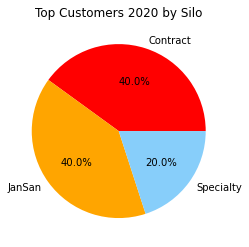 Top Customers 2020 by Silo
Contract
40.0%
40.0%
20.0%
JanSan
Specialty